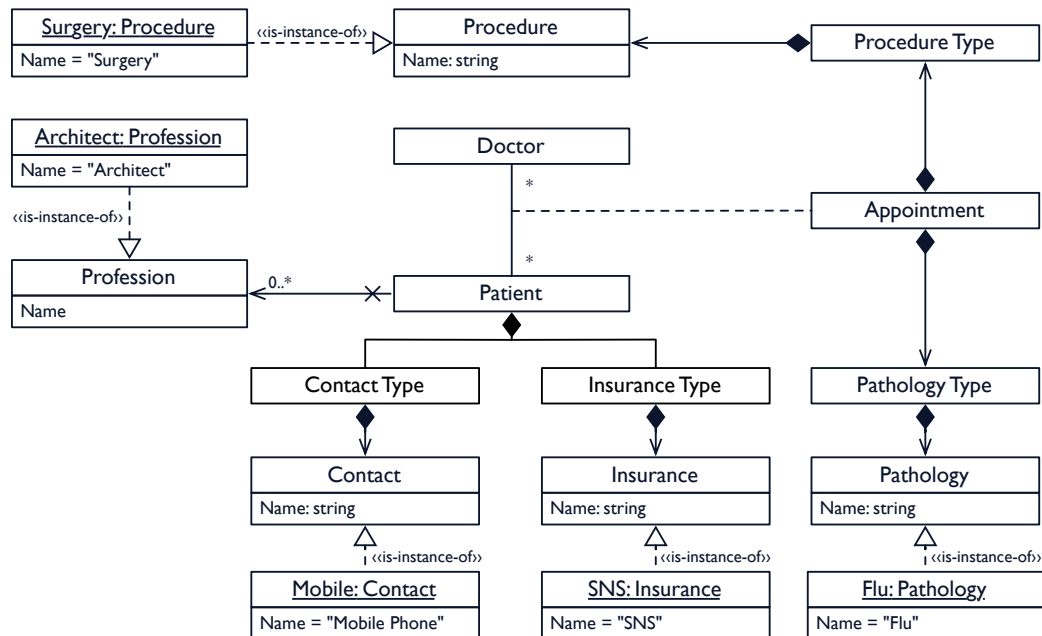 Surgery: Procedure
Name = "Surgery"
‹‹is-instance-of››
Procedure
Name: string
Procedure Type
Architect: Profession
Name = "Architect"
‹‹is-instance-of››
Doctor
*
Appointment
*
Profession
Name
0..*
Patient
Contact Type
Insurance Type
Pathology Type
Contact
Name: string
Insurance
Name: string
Pathology
Name: string
‹‹is-instance-of››
‹‹is-instance-of››
‹‹is-instance-of››
Mobile: Contact
Name = "Mobile Phone"
SNS: Insurance
Name = "SNS"
Flu: Pathology
Name = "Flu"